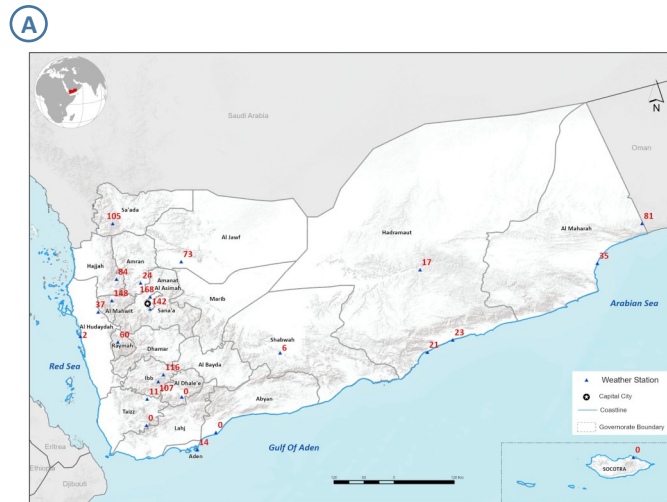 A
N
Saudi Arabia
Oman
Sa'ada
105
81
Al Jawf
Hadramaut
Al Maharah
73
Amran
Hajjah
84
24
Amanat
Al Asimah
17
35
148
168
142
Marib
37
Al Mahwit
Sana'a
Arabian Sea
Al Hudaydah
2
60
Raymah
Dhamar
23
Shabwah
6
21
Red Sea
Al Bayda
116
Ibb
107
Al Dhale'e
11
0
Abyan
Weather Station
Capital City
Coastline
Governorate Boundary
Taizz
0
Lahj
0
14
Aden
Gulf Of Aden
Eritrea
Ethiopia
Djibouti
0
SOCOTRA